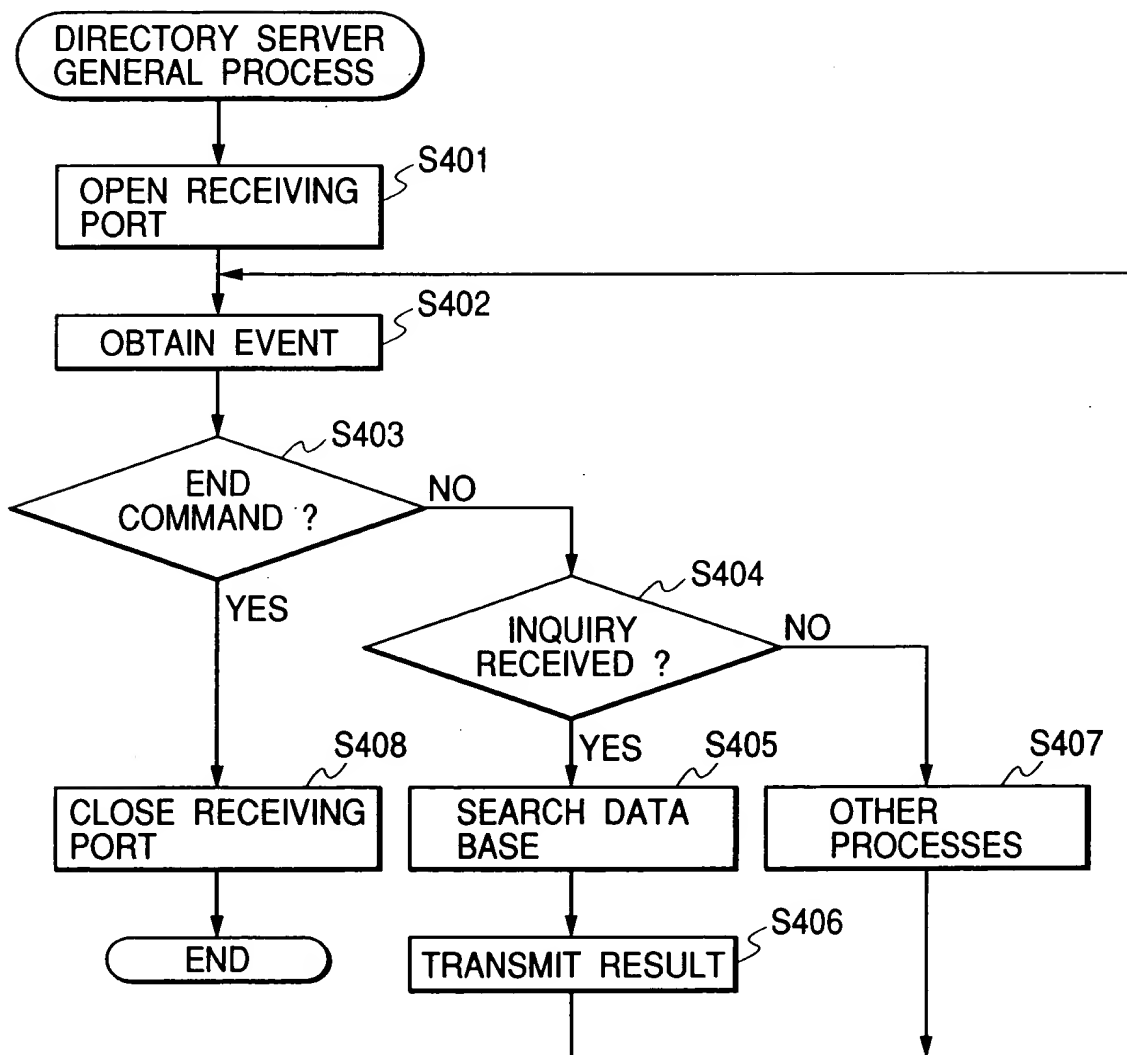 DIRECTORY SERVER
GENERAL PROCESS
S401
OPEN RECEIVING
PORT
S402
OBTAIN EVENT
S403
END
COMMAND ?
NO
YES
S404
INQUIRY
RECEIVED ?
NO
YES
S408
CLOSE RECEIVING
PORT
S405
SEARCH DATA
BASE
S407
OTHER
PROCESSES
END
S406
TRANSMIT RESULT